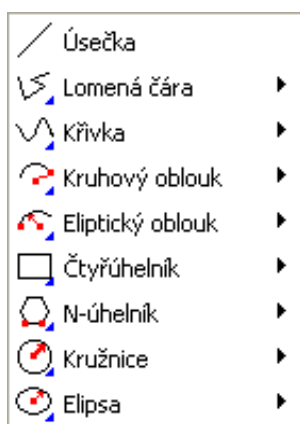 Úsečka
Lomená čára
Křivka
Kruhový oblouk
Eliptický oblouk
Čtyřúhelník
N-úhelník
Kružnice
Elipsa